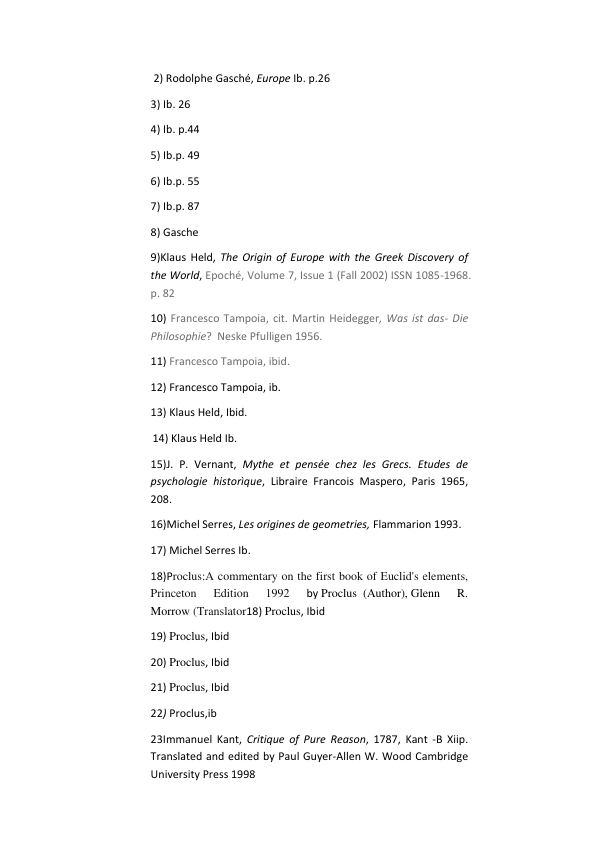 2) Rodolphe Gasché, Europe Ib. p.26
3) Ib. 26
4) Ib. p.44
5) Ib.p. 49
6) Ib.p. 55
7) Ib.p. 87
8) Gasche
9)Klaus Held, The Origin of Europe with the Greek Discovery of
the World, Epoché, Volume 7, Issue 1 (Fall 2002) ISSN 1085-1968.
p. 82
10) Francesco Tampoia, cit. Martin Heidegger, Was ist das- Die
Philosophie? Neske Pfulligen 1956.
11) Francesco Tampoia, ibid.
12) Francesco Tampoia, ib.
13) Klaus Held, Ibid.
14) Klaus Held Ib.
15)J. P. Vernant, Mythe et pensée chez les Grecs. Etudes de
psychologie historique, Libraire Francois Maspero, Paris 1965,
208.
16)Michel Serres, Les origines de geometries, Flammarion 1993.
17) Michel Serres Ib.
18)Proclus:A commentary on the first book of Euclid's elements,
Princeton Edition 1992 by Proclus (Author), Glenn R.
Morrow (Translator18) Proclus, Ibid
19) Proclus, Ibid
20) Proclus, Ibid
21) Proclus, Ibid
22) Proclus,ib
23Immanuel Kant, Critique of Pure Reason, 1787, Kant -B Xiip.
Translated and edited by Paul Guyer-Allen W. Wood Cambridge
University Press 1998